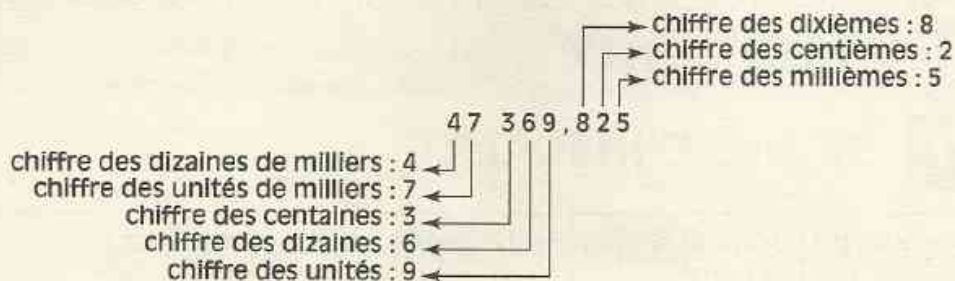 chiffre des dixièmes : 8
chiffre des centièmes : 2
chiffre des millièmes : 5
47 369,825
chiffre des dizaines de milliers : 4
chiffre des unités de milliers : 7
chiffre des centaines : 3
chiffre des dizaines : 6
chiffre des unités : 9